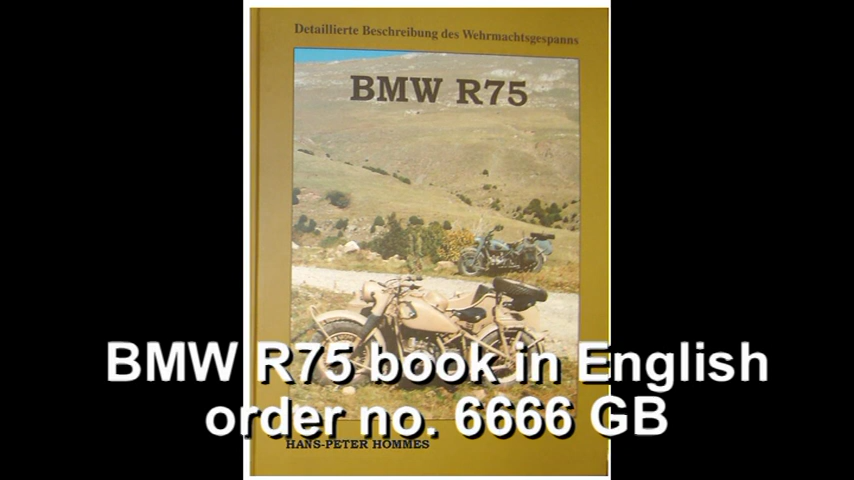 Detaillierte Beschreibung des Wehrmachtsgespanns
BMW R75
BMW R75 book in English
order no. 6666 GB
HANS-PETER HOMMES